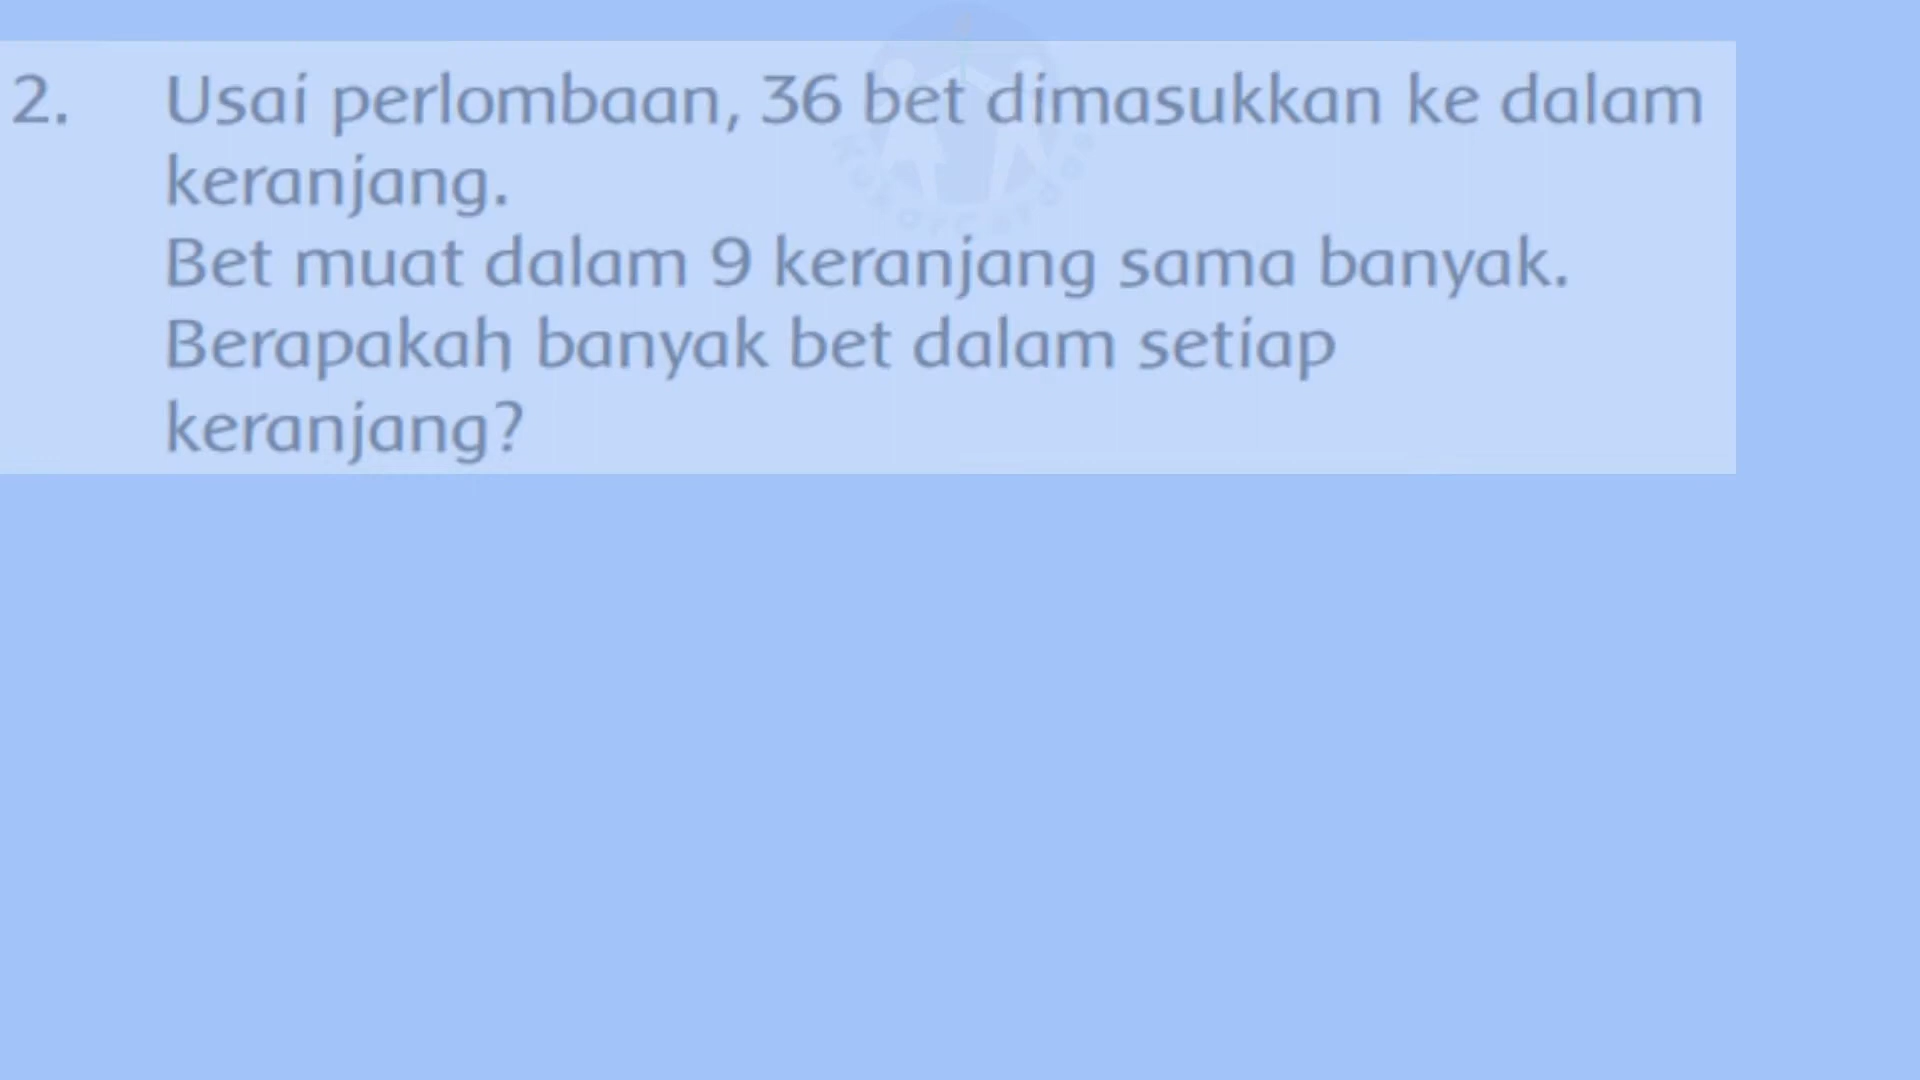 2. Usai perlombaan, 36 bet dimasukkan ke dalam
keranjang.
Bet muat dalam 9 keranjang sama banyak.
Berapakah banyak bet dalam setiap
keranjang?